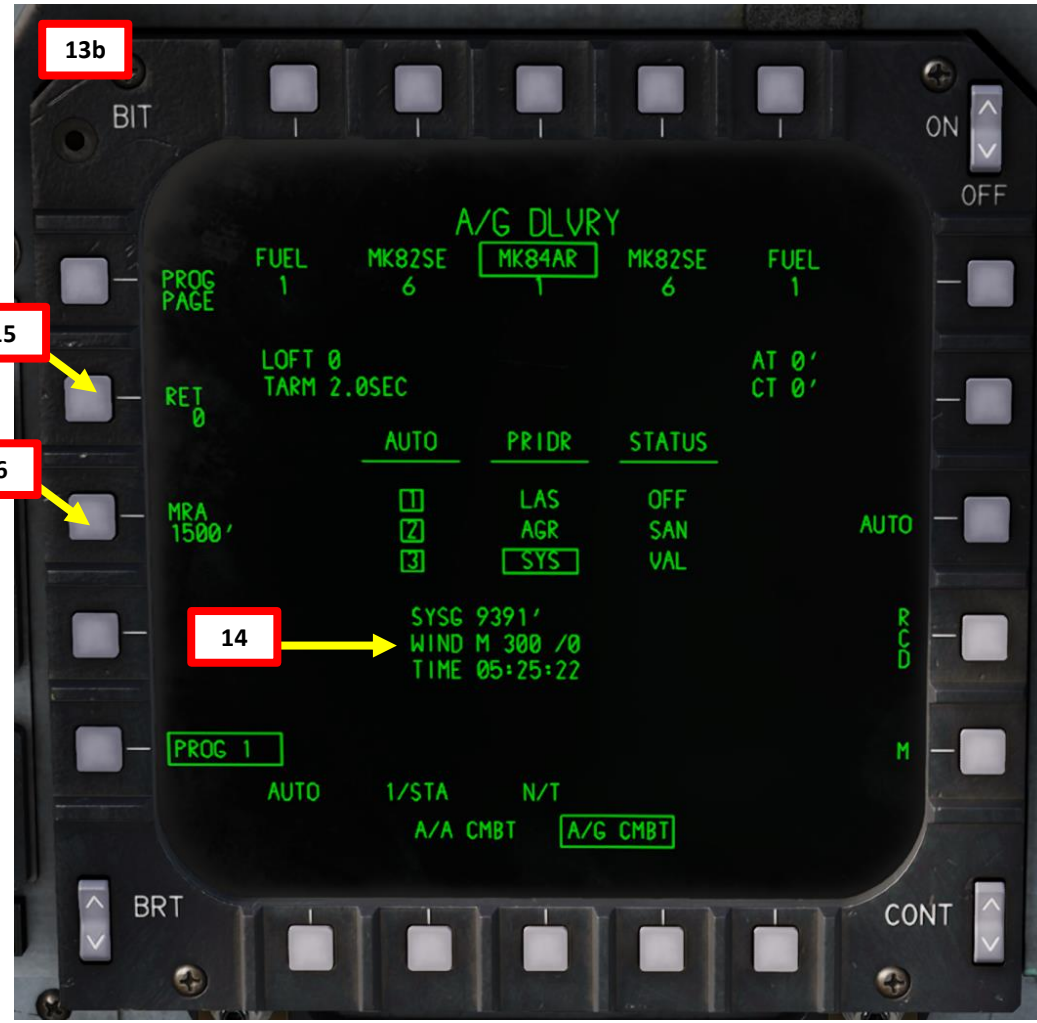 13b
BIT
ON
OFF
A/G DLVRY
FUEL MK82SE MK84AR MK82SE FUEL
1 6 1 6 1
PROG
PAGE
LOFT 0 AT 0'
TARM 2.0SEC CT 0'
5
RET
0
AUTO PRIDR STATUS
6
MRA
1500'
1 LAS OFF
2 AGR SAN
3 SYS VAL
AUTO
SYSG 9391'
14
WIND M 300 /0
TIME 05:25:22
R
C
D
PROG 1
M
AUTO 1/STA N/T
A/A CMBT A/G CMBT
BRT
CONT